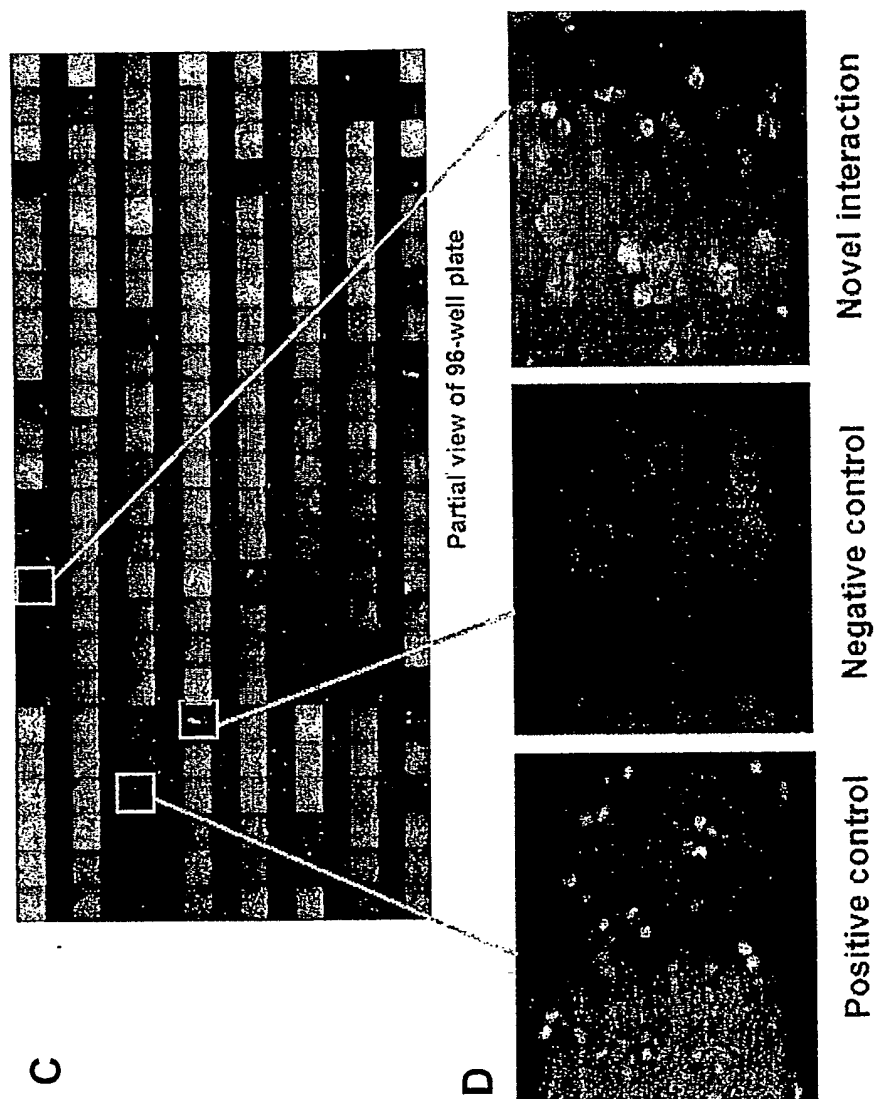 C
Partial view of 96-well plate
D
Positive control
Negative control
Novel interaction